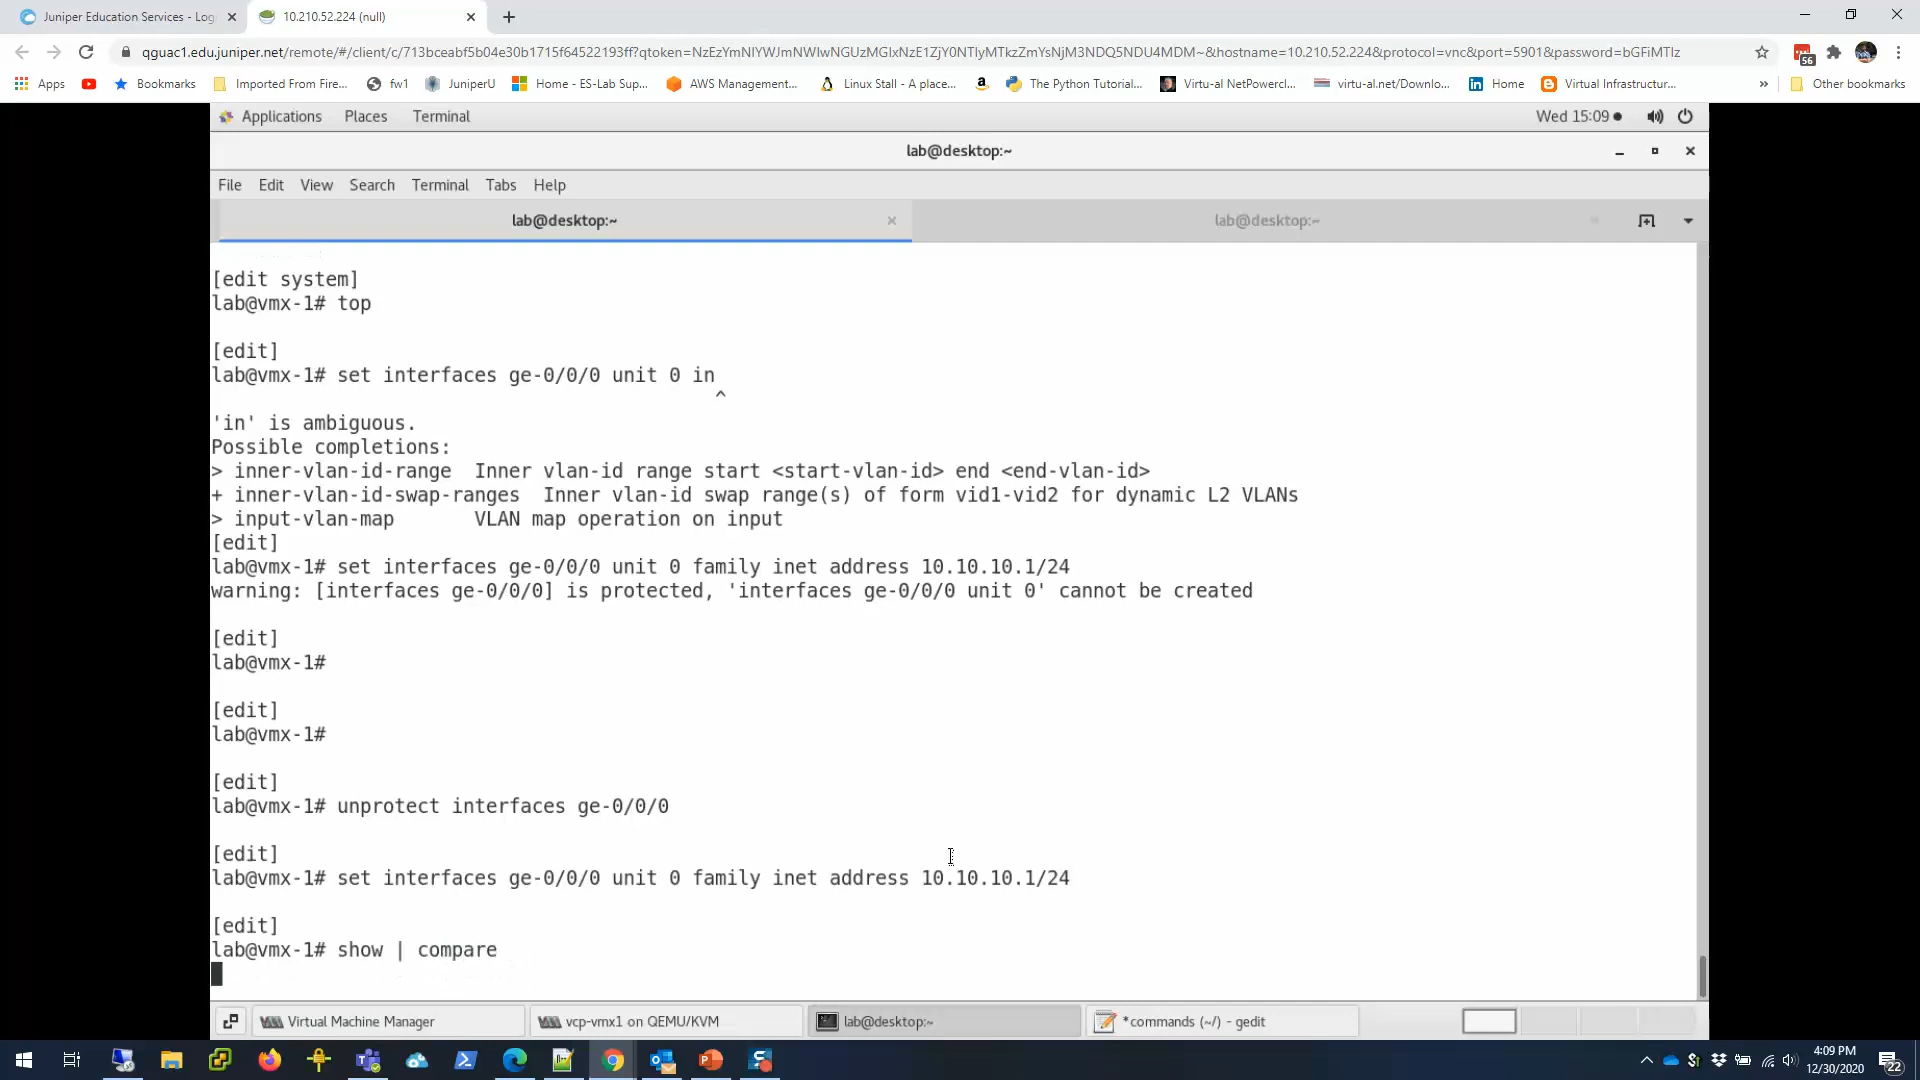 Juniper Education Services - Log
10.210.52.224 (null)
qguac1.edu.juniper.net/remote/#/client/c/713bceabf5b04e30b1715f64522193ff?qtoken=NzEzYmNlYWJmNWIwNGUzMGIxNzE1ZjY0NTIyMTkzZmYsNjM3NDQ5NDU4MDM~&hostname=10.210.52.224&protocol=vnc&port=5901&password=bGFiMTIz
56
Apps Bookmarks Imported From Fire... fw1 JuniperU Home - ES-Lab Sup... AWS Management... Linux Stall - A place... The Python Tutorial... Virtu-al NetPowercl... virtu-al.net/Downlo... Home Virtual Infrastructur... » Other bookmarks
Applications Places Terminal Wed 15:09
lab@desktop:~
File Edit View Search Terminal Tabs Help
lab@desktop:~ lab@desktop:~
[edit system]
lab@vmx-1# top
[edit]
lab@vmx-1# set interfaces ge-0/0/0 unit 0 in
^
'in' is ambiguous.
Possible completions:
> inner-vlan-id-range  Inner vlan-id range start <start-vlan-id> end <end-vlan-id>
+ inner-vlan-id-swap-ranges  Inner vlan-id swap range(s) of form vid1-vid2 for dynamic L2 VLANs
> input-vlan-map       VLAN map operation on input
[edit]
lab@vmx-1# set interfaces ge-0/0/0 unit 0 family inet address 10.10.10.1/24
warning: [interfaces ge-0/0/0] is protected, 'interfaces ge-0/0/0 unit 0' cannot be created
[edit]
lab@vmx-1#
[edit]
lab@vmx-1#
[edit]
lab@vmx-1# unprotect interfaces ge-0/0/0
[edit]
lab@vmx-1# set interfaces ge-0/0/0 unit 0 family inet address 10.10.10.1/24
[edit]
lab@vmx-1# show | compare
Virtual Machine Manager
vcp-vmx1 on QEMU/KVM
lab@desktop:~
*commands (~/) - gedit
4:09 PM
12/30/2020
22